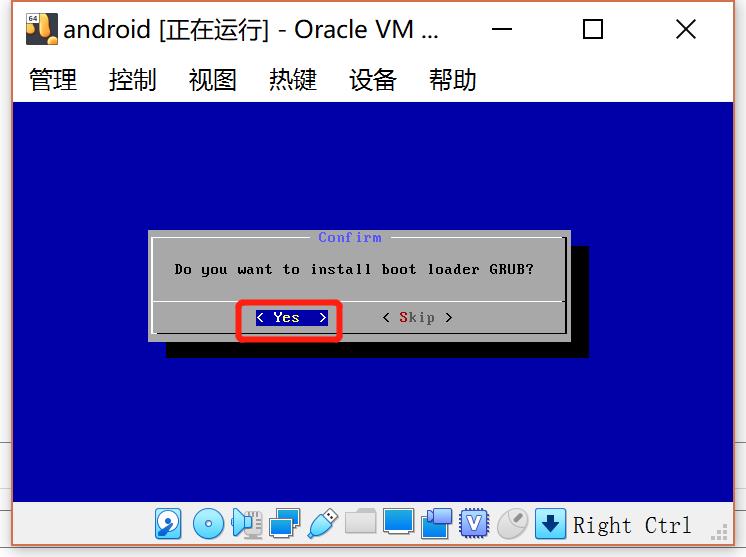 android [正在运行] - Oracle VM ...
管理 控制 视图 热键 设备 帮助
Confirm
Do you want to install boot loader GRUB?
< Yes > < Skip >
Right Ctrl